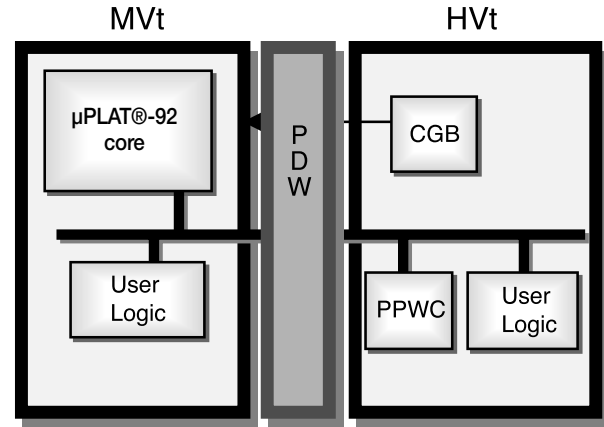 MVt
HVt
µPLAT®-92
core
P
D
W
CGB
User
Logic
PPWC
User
Logic